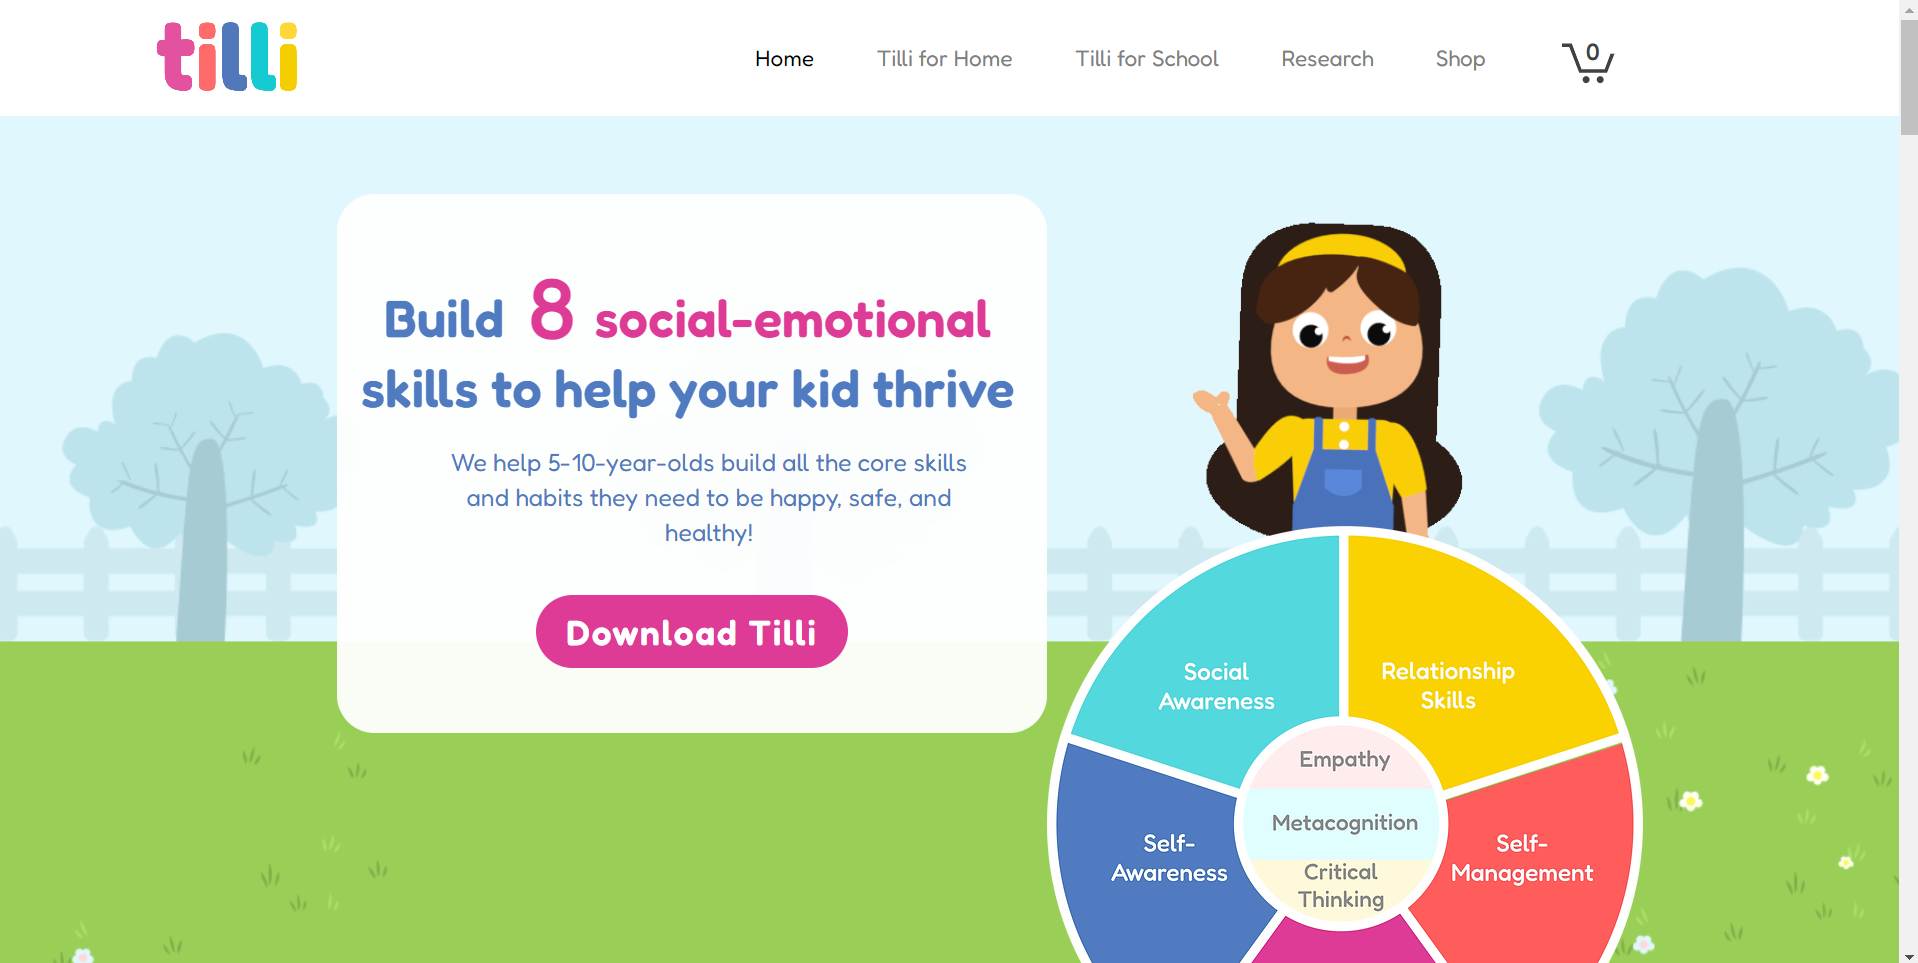 tilli
Home Tilli for Home Tilli for School Research Shop 0
Build 8 social-emotional
skills to help your kid thrive
We help 5-10-year-olds build all the core skills
and habits they need to be happy, safe, and
healthy!
Download Tilli
Social
Awareness
Relationship
Skills
Empathy
Metacognition
Critical
Thinking
Self-
Awareness
Self-
Management